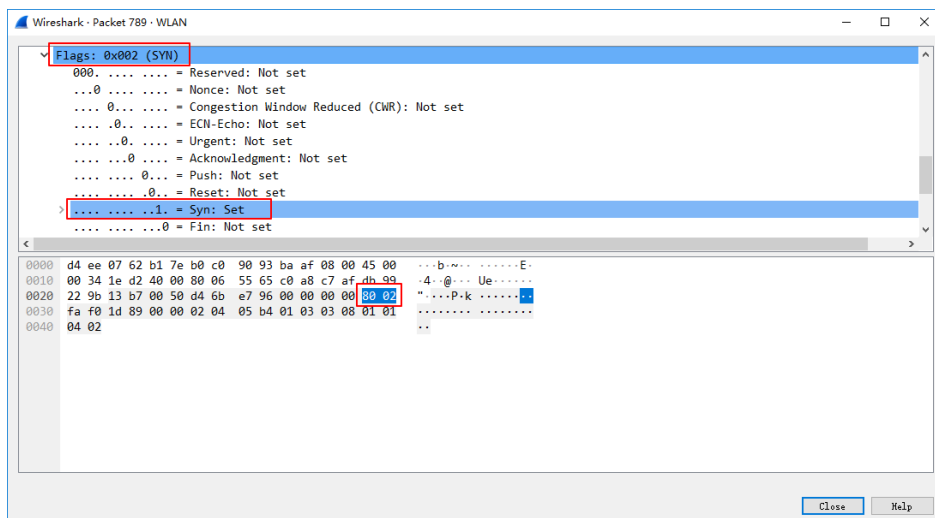 Wireshark · Packet 789 · WLAN
Flags: 0x002 (SYN)
000. .... .... = Reserved: Not set
...0 .... .... = Nonce: Not set
.... 0... .... = Congestion Window Reduced (CWR): Not set
.... .0.. .... = ECN-Echo: Not set
.... ..0. .... = Urgent: Not set
.... ...0 .... = Acknowledgment: Not set
.... .... 0... = Push: Not set
.... .... .0.. = Reset: Not set
.... .... ..1. = Syn: Set
.... .... ...0 = Fin: Not set
0000 d4 ee 07 62 b1 7e b0 c0 90 93 ba af 08 00 45 00 ···b·~·· ······E·
0010 00 34 1e d2 40 00 80 06 55 65 c0 a8 c7 af db 99 ·4··@··· Ue······
0020 22 9b 13 b7 00 50 d4 6b e7 96 00 00 00 00 80 02 "····P·k ········
0030 fa f0 1d 89 00 00 02 04 05 b4 01 03 03 08 01 01 ········ ········
0040 04 02 ··
Close Help